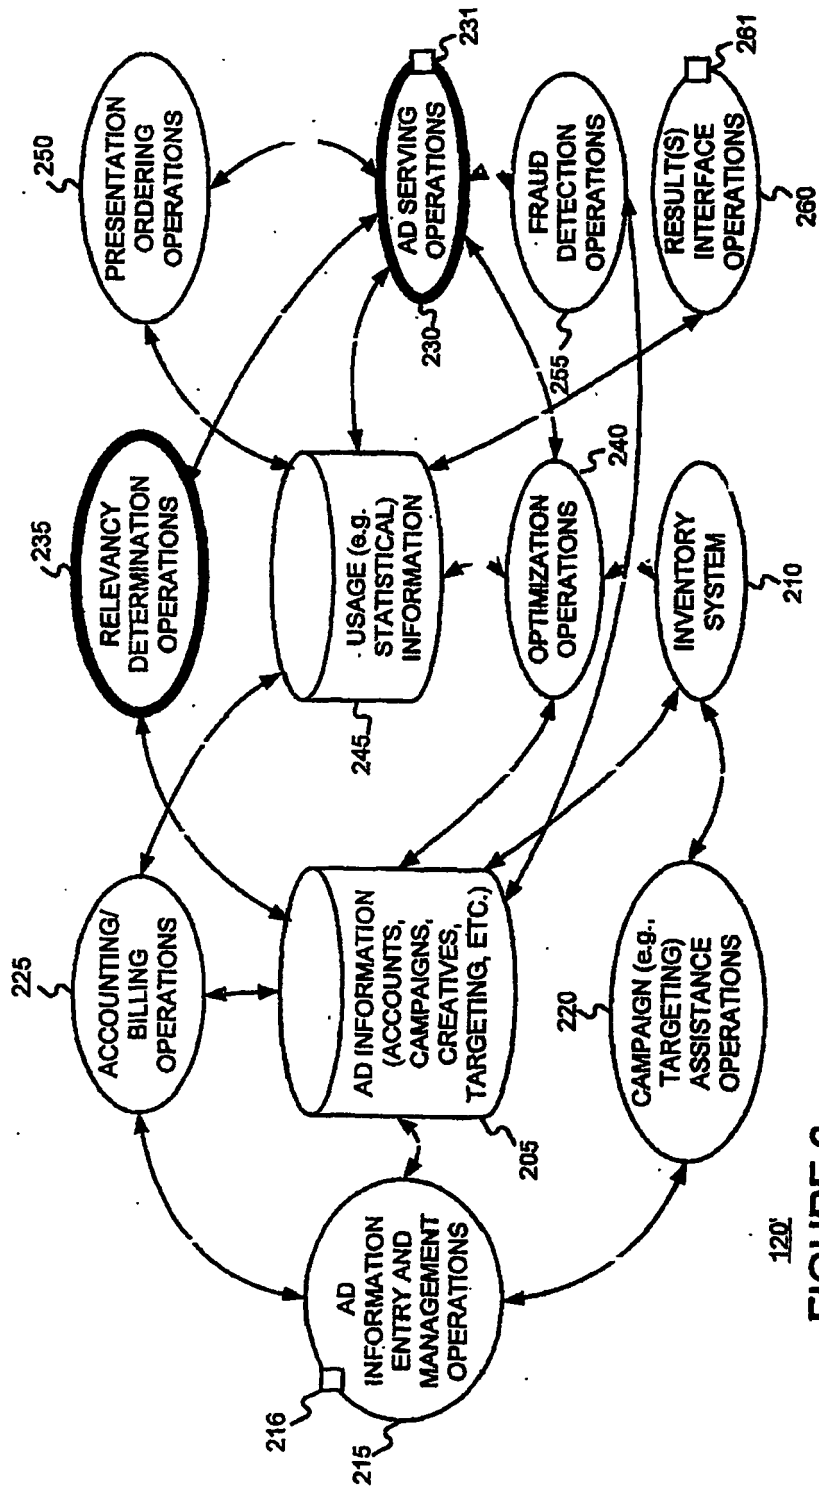 225
ACCOUNTING/
BILLING
OPERATIONS
235
RELEVANCY
DETERMINATION
OPERATIONS
250
PRESENTATION
ORDERING
OPERATIONS
216
215
AD
INFORMATION
ENTRY AND
MANAGEMENT
OPERATIONS
AD INFORMATION
(ACCOUNTS,
CAMPAIGNS,
CREATIVES,
TARGETING, ETC.)
205
USAGE (e.g.
STATISTICAL)
INFORMATION
245
AD SERVING
OPERATIONS
231
230
OPTIMIZATION
OPERATIONS
240
FRAUD
DETECTION
OPERATIONS
255
220
CAMPAIGN (e.g.,
TARGETING)
ASSISTANCE
OPERATIONS
INVENTORY
SYSTEM
210
RESULT(S)
INTERFACE
OPERATIONS
261
260
120'